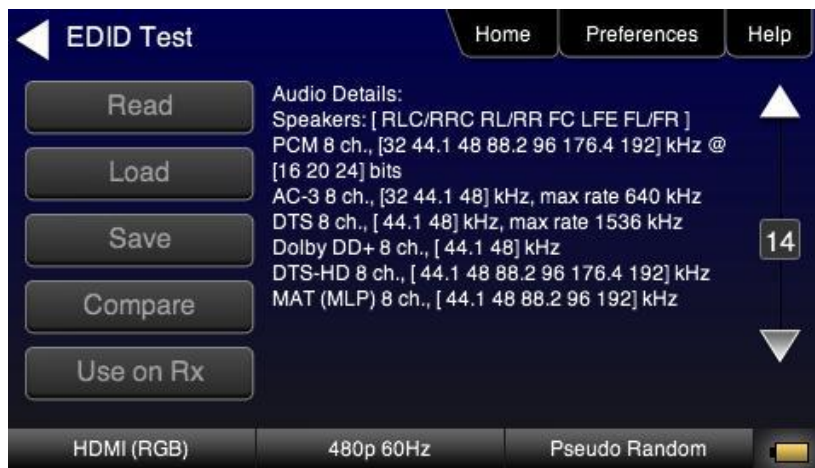 EDID Test
Home
Preferences
Help
Read
Load
Save
Compare
Use on Rx
Audio Details:
Speakers: [ RLC/RRC RL/RR FC LFE FL/FR ]
PCM 8 ch., [32 44.1 48 88.2 96 176.4 192] kHz @
[16 20 24] bits
AC-3 8 ch., [32 44.1 48] kHz, max rate 640 kHz
DTS 8 ch., [ 44.1 48] kHz, max rate 1536 kHz
Dolby DD+ 8 ch., [ 44.1 48] kHz
DTS-HD 8 ch., [ 44.1 48 88.2 96 176.4 192] kHz
MAT (MLP) 8 ch., [ 44.1 48 88.2 96 192] kHz
14
HDMI (RGB)
480p 60Hz
Pseudo Random